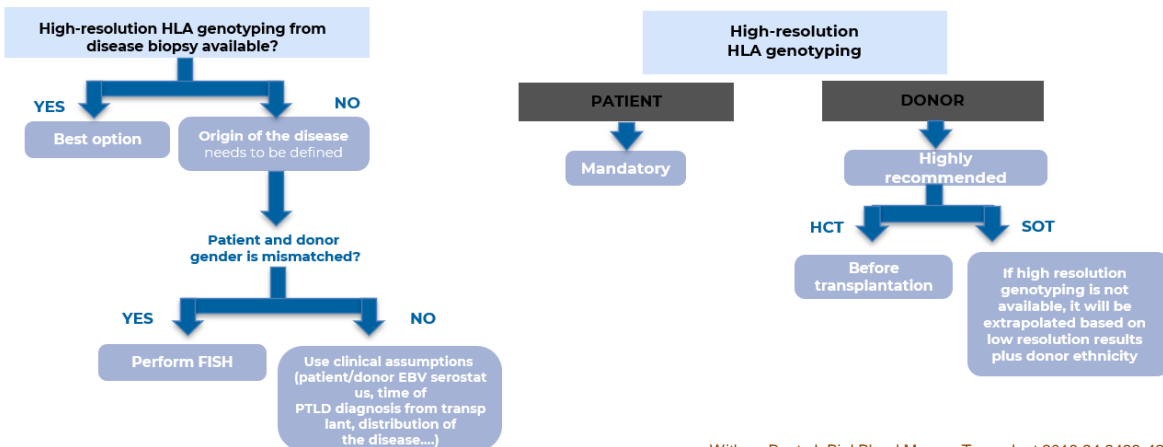 High-resolution HLA genotyping from
disease biopsy available?
YES
NO
Best option
Origin of the disease
needs to be defined
Patient and donor
gender is mismatched?
YES
NO
Perform FISH
Use clinical assumptions
(patient/donor EBV serostat
us, time of
PTLD diagnosis from transp
lant, distribution of
the disease....)
High-resolution
HLA genotyping
PATIENT
DONOR
Mandatory
Highly
recommended
HCT
SOT
Before
transplantation
If high resolution
genotyping is not
available, it will be
extrapolated based on
low resolution results
plus donor ethnicity